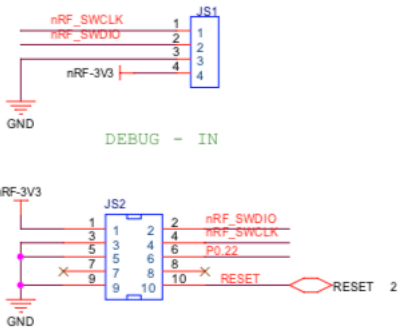 JS1
nRF_SWCLK 1 1
nRF_SWDIO 2 2
3 3
nRF-3V3 4 4
GND
DEBUG - IN
nRF-3V3
JS2
1 1 2 2 nRF_SWDIO
3 3 4 4 nRF_SWCLK
5 5 6 6 P0.22
7 7 8 8
9 9 10 10 RESET RESET 2
GND